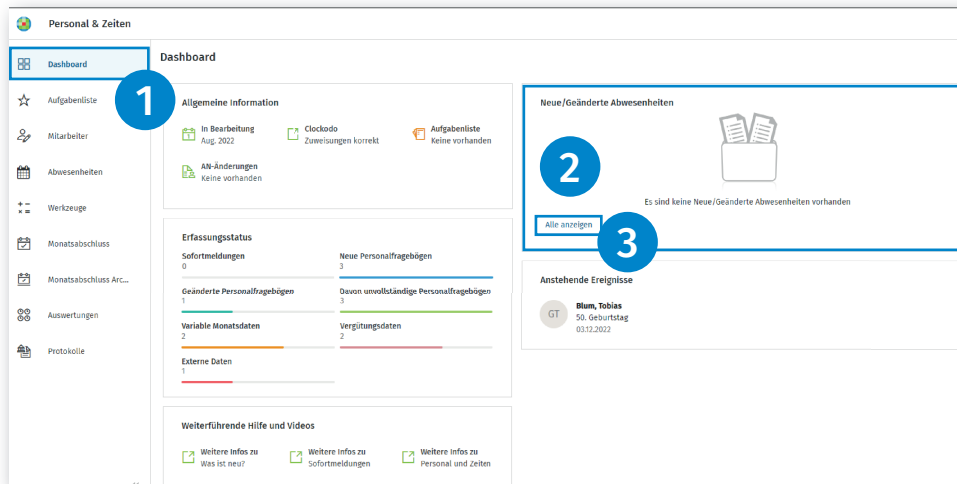 Personal & Zeiten
Dashboard
Aufgabenliste
Mitarbeiter
Abwesenheiten
Werkzeuge
Monatsabschluss
Monatsabschluss Arc...
Auswertungen
Protokolle
1
Dashboard
Allgemeine Information
In Bearbeitung
Aug. 2022
Clockodo
Zuweisungen korrekt
Aufgabenliste
Keine vorhanden
AN-Änderungen
Keine vorhanden
Erfassungsstatus
Sofortmeldungen
0
Neue Personalfragebögen
3
Geänderte Personalfragebögen
1
Davon unvollständige Personalfragebögen
3
Variable Monatsdaten
2
Vergütungsdaten
2
Externe Daten
1
Weiterführende Hilfe und Videos
Weitere Infos zu
Was ist neu?
Weitere Infos zu
Sofortmeldungen
Weitere Infos zu
Personal und Zeiten
Neue/Geänderte Abwesenheiten
2
Es sind keine Neue/Geänderte Abwesenheiten vorhanden
Alle anzeigen
3
Anstehende Ereignisse
GT
Blum, Tobias
50. Geburtstag
03.12.2022